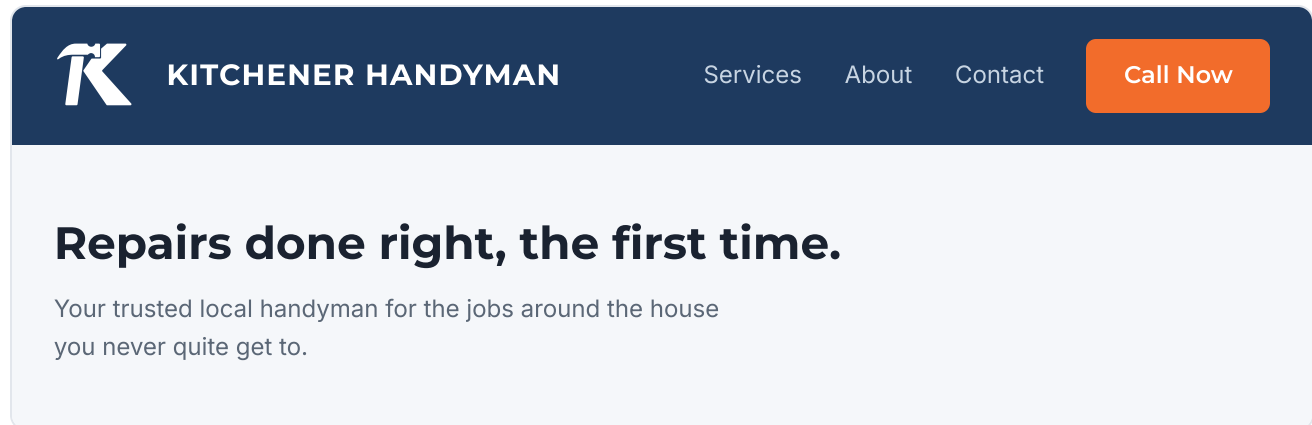 K
KITCHENER HANDYMAN
Services
About
Contact
Call Now
Repairs done right, the first time.
Your trusted local handyman for the jobs around the house
you never quite get to.